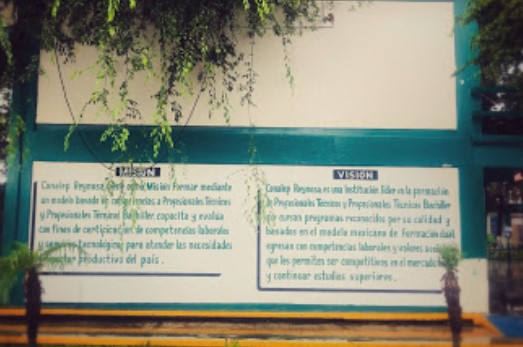 MISION
Conalep Reynosa, tiene como Misión Formar mediante
un modelo basado en competencias a Profesionales Técnicos
y Profesionales Técnicos Bachiller, capacita y evalúa
con fines de certificación de competencias laborales
y servicios tecnológicos para atender las necesidades
sector productivo del país.
VISION
Conalep Reynosa, es una Institución líder en la formación
de Profesionales Técnicos y Profesionales Técnicos Bachiller
que cursan programas reconocidos por su calidad y
basados en el modelo mexicano de formación dual,
egresan con competencias laborales y valores
que les permiten ser competitivos en el mercado
y continuar estudios superiores.